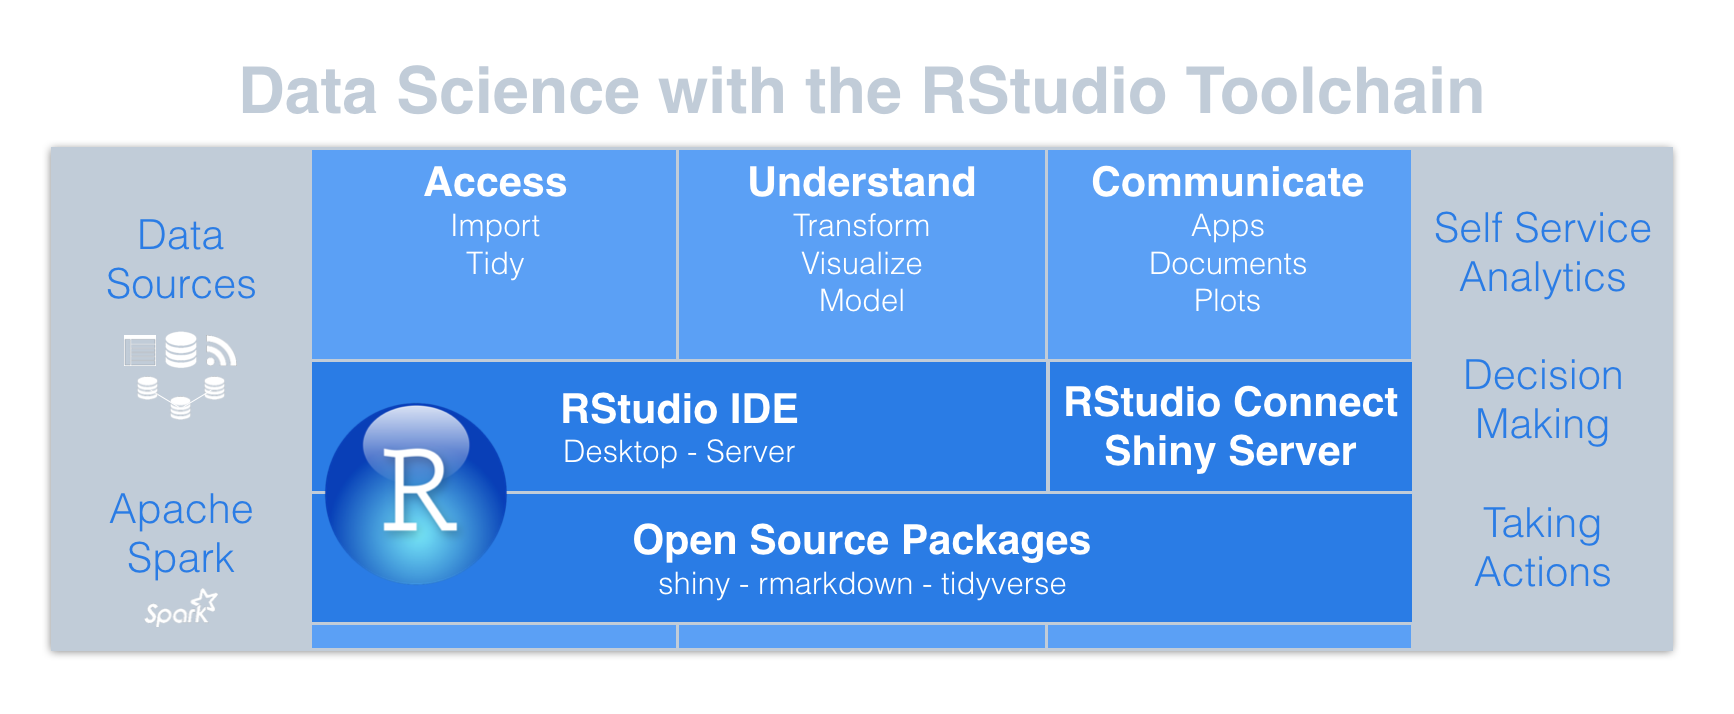 Data Science with the RStudio Toolchain
Data
Sources
Apache
Spark
Spark
Access
Import
Tidy
Understand
Transform
Visualize
Model
Communicate
Apps
Documents
Plots
R
RStudio IDE
Desktop - Server
RStudio Connect
Shiny Server
Open Source Packages
shiny - rmarkdown - tidyverse
Self Service
Analytics
Decision
Making
Taking
Actions